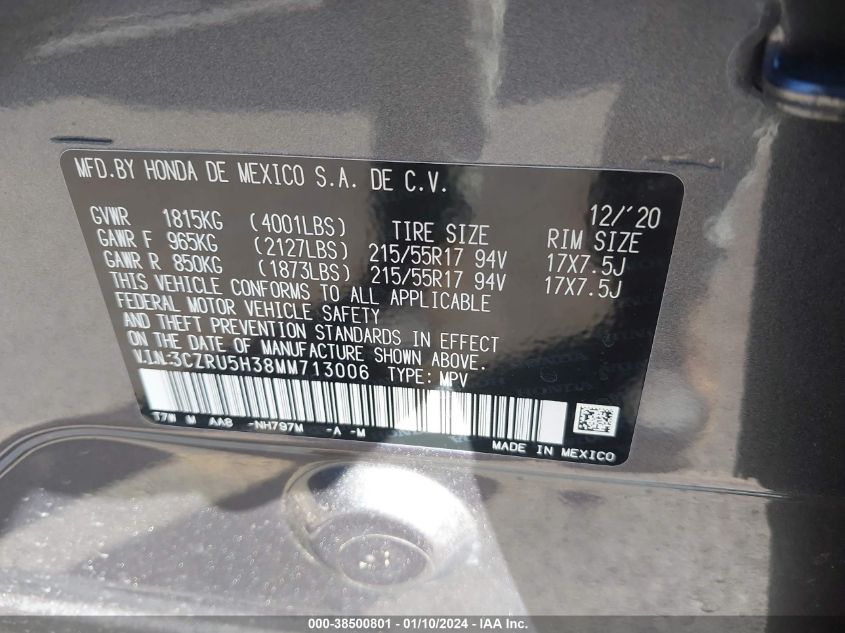 MFD.BY HONDA DE MEXICO S.A. DE C.V.
12/'20
GVWR 1815KG (4001LBS) TIRE SIZE RIM SIZE
GAWR F 965KG (2127LBS) 215/55R17 94V 17X7.5J
GAWR R 850KG (1873LBS) 215/55R17 94V 17X7.5J
THIS VEHICLE CONFORMS TO ALL APPLICABLE
FEDERAL MOTOR VEHICLE SAFETY
AND THEFT PREVENTION STANDARDS IN EFFECT
ON THE DATE OF MANUFACTURE SHOWN ABOVE.
V.I.N:3CZRU5H38MM713006 TYPE: MPV
T7W M AA8 -NH797M -A -M
MADE IN MEXICO
000-38500801 - 01/10/2024 - IAA Inc.